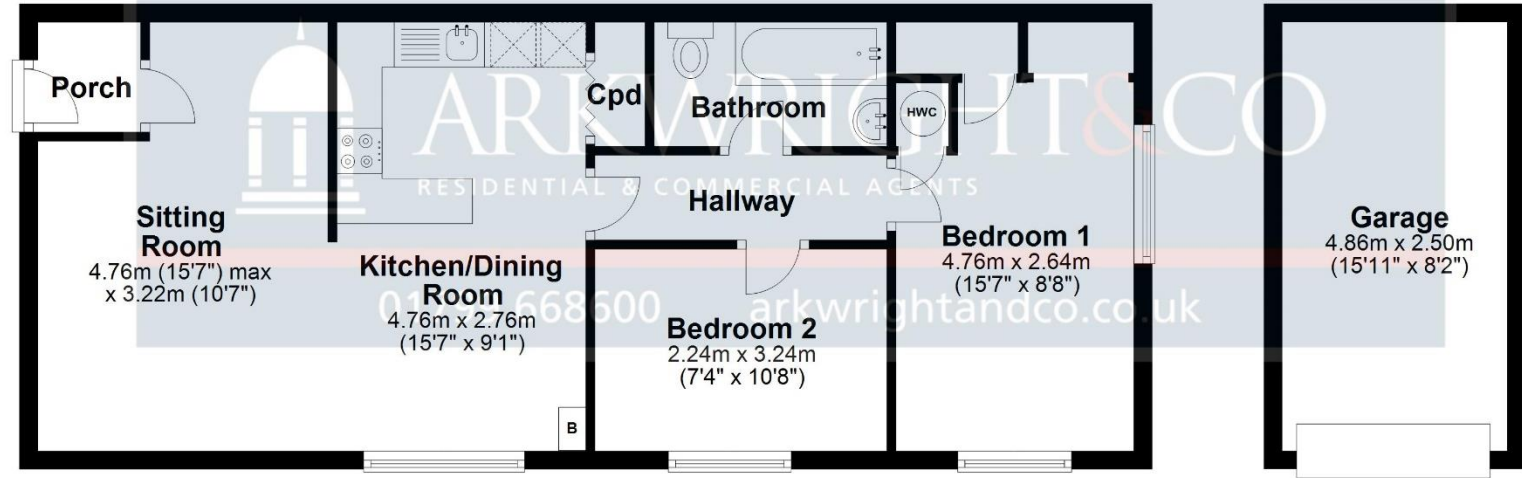 Porch
Cpd
Bathroom
HWC
ARKWRIGHT&CO
RESIDENTIAL & COMMERCIAL AGENTS
Hallway
Sitting
Room
4.76m (15'7") max
x 3.22m (10'7")
Kitchen/Dining
Room
4.76m x 2.76m
(15'7" x 9'1")
Bedroom 1
4.76m x 2.64m
(15'7" x 8'8")
Garage
4.86m x 2.50m
(15'11" x 8'2")
01799 668600 arkwrightandco.co.uk
Bedroom 2
2.24m x 3.24m
(7'4" x 10'8")
B